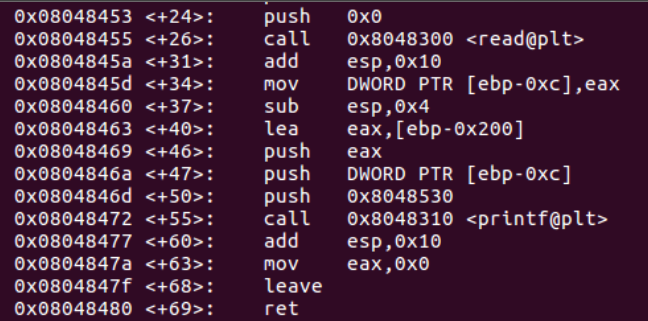 0x08048453 <+24>:    push   0x0
0x08048455 <+26>:    call   0x8048300 <read@plt>
0x0804845a <+31>:    add    esp,0x10
0x0804845d <+34>:    mov    DWORD PTR [ebp-0xc],eax
0x08048460 <+37>:    sub    esp,0x4
0x08048463 <+40>:    lea    eax,[ebp-0x200]
0x08048469 <+46>:    push   eax
0x0804846a <+47>:    push   DWORD PTR [ebp-0xc]
0x0804846d <+50>:    push   0x8048530
0x08048472 <+55>:    call   0x8048310 <printf@plt>
0x08048477 <+60>:    add    esp,0x10
0x0804847a <+63>:    mov    eax,0x0
0x0804847f <+68>:    leave
0x08048480 <+69>:    ret